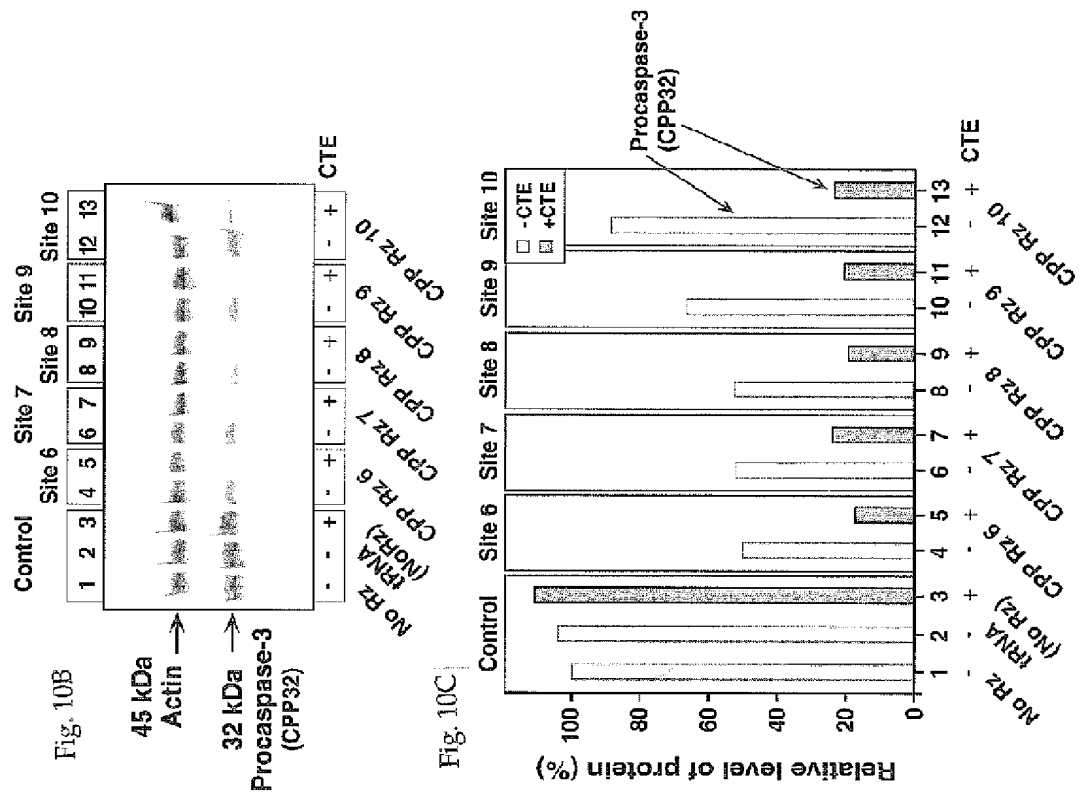 Fig. 10B
Control Site 6 Site 7 Site 8 Site 9 Site 10
1 2 3 4 5 6 7 8 9 10 11 12 13
45 kDa
Actin
32 kDa
Procaspase-3
(CPP32)
- - + - + - + - + - + - + CTE
No Rz
tRNA
(NoRz)
CPP Rz 6
CPP Rz 7
CPP Rz 8
CPP Rz 9
CPP Rz 10
Fig. 10C
Relative level of protein (%)
100
80
60
40
20
0
Control Site 6 Site 7 Site 8 Site 9 Site 10
-CTE
+CTE
Procaspase-3
(CPP32)
1 2 3 4 5 6 7 8 9 10 11 12 13
- - + - + - + - + - + - + CTE
No Rz
tRNA
(No Rz)
CPP Rz 6
CPP Rz 7
CPP Rz 8
CPP Rz 9
CPP Rz 10